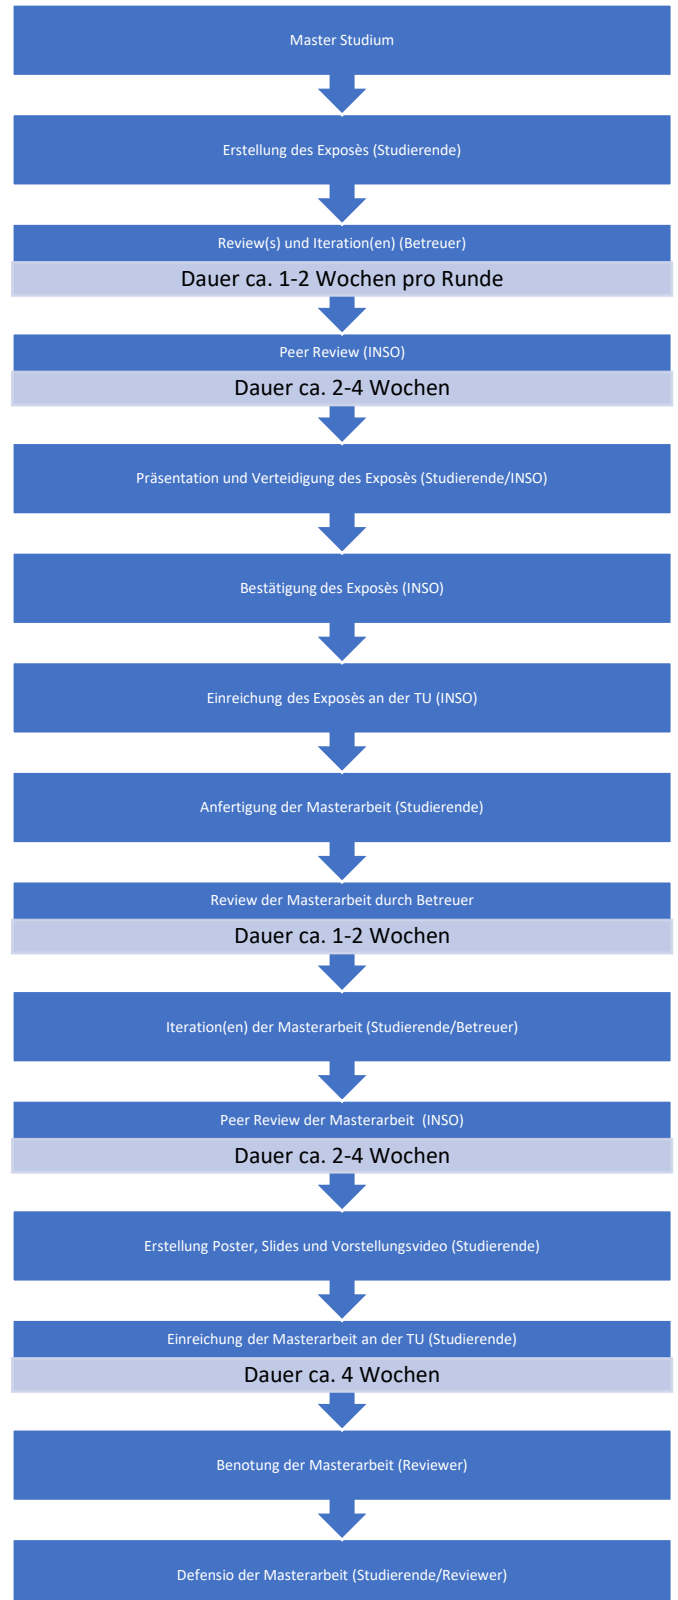 Master Studium
Erstellung des Exposès (Studierende)
Review(s) und Iteration(en) (Betreuer)
Dauer ca. 1-2 Wochen pro Runde
Peer Review (INSO)
Dauer ca. 2-4 Wochen
Präsentation und Verteidigung des Exposès (Studierende/INSO)
Bestätigung des Exposès (INSO)
Einreichung des Exposès an der TU (INSO)
Anfertigung der Masterarbeit (Studierende)
Review der Masterarbeit durch Betreuer
Dauer ca. 1-2 Wochen
Iteration(en) der Masterarbeit (Studierende/Betreuer)
Peer Review der Masterarbeit (INSO)
Dauer ca. 2-4 Wochen
Erstellung Poster, Slides und Vorstellungsvideo (Studierende)
Einreichung der Masterarbeit an der TU (Studierende)
Dauer ca. 4 Wochen
Benotung der Masterarbeit (Reviewer)
Defensio der Masterarbeit (Studierende/Reviewer)